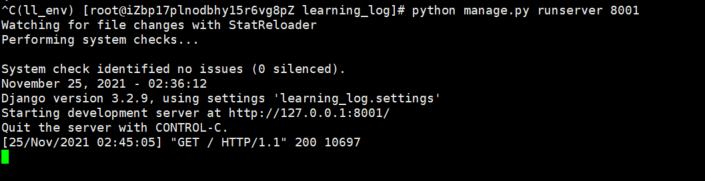 ^C(ll_env) [root@iZbp17plnodbhy15r6vg8pZ learning_log]# python manage.py runserver 8001
Watching for file changes with StatReloader
Performing system checks...
System check identified no issues (0 silenced).
November 25, 2021 - 02:36:12
Django version 3.2.9, using settings 'learning_log.settings'
Starting development server at http://127.0.0.1:8001/
Quit the server with CONTROL-C.
[25/Nov/2021 02:45:05] "GET / HTTP/1.1" 200 10697